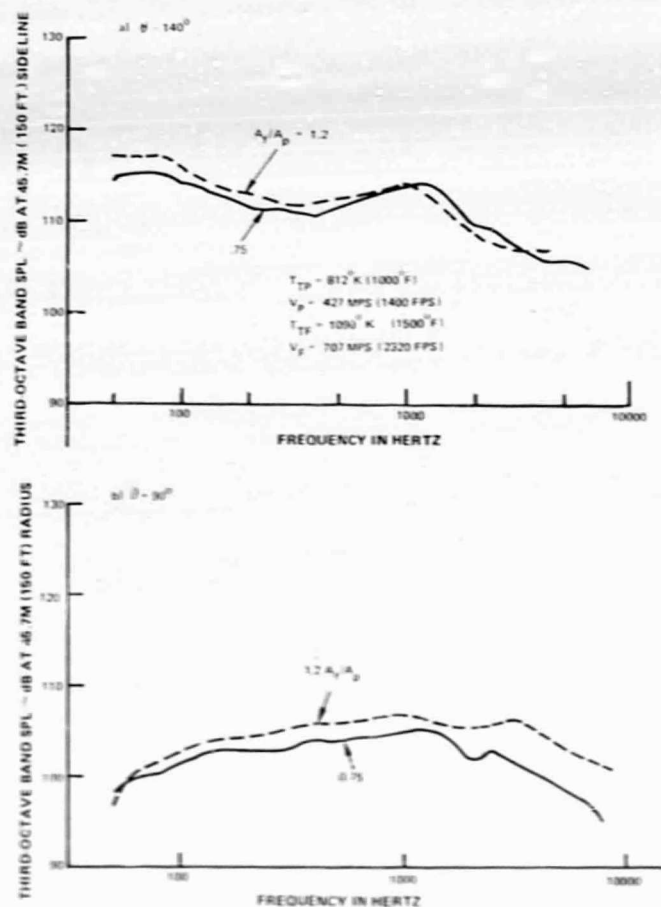 a) θ - 140°
THIRD-OCTAVE BAND SPL ~ dB AT 45.7M (150 FT.) SIDELINE
130
120
110
100
90
A_F/A_p - 1.2
.75
T_TP - 812°K (1000°F)
V_P - 427 MPS (1400 FPS)
T_TF - 1090°K (1500°F)
V_F - 707 MPS (2320 FPS)
100
1000
10000
FREQUENCY IN HERTZ
b) θ - 90°
THIRD-OCTAVE BAND SPL ~ dB AT 45.7M (150 FT) RADIUS
130
120
110
100
90
1.2 A_F/A_p
0.75
100
1000
10000
FREQUENCY IN HERTZ